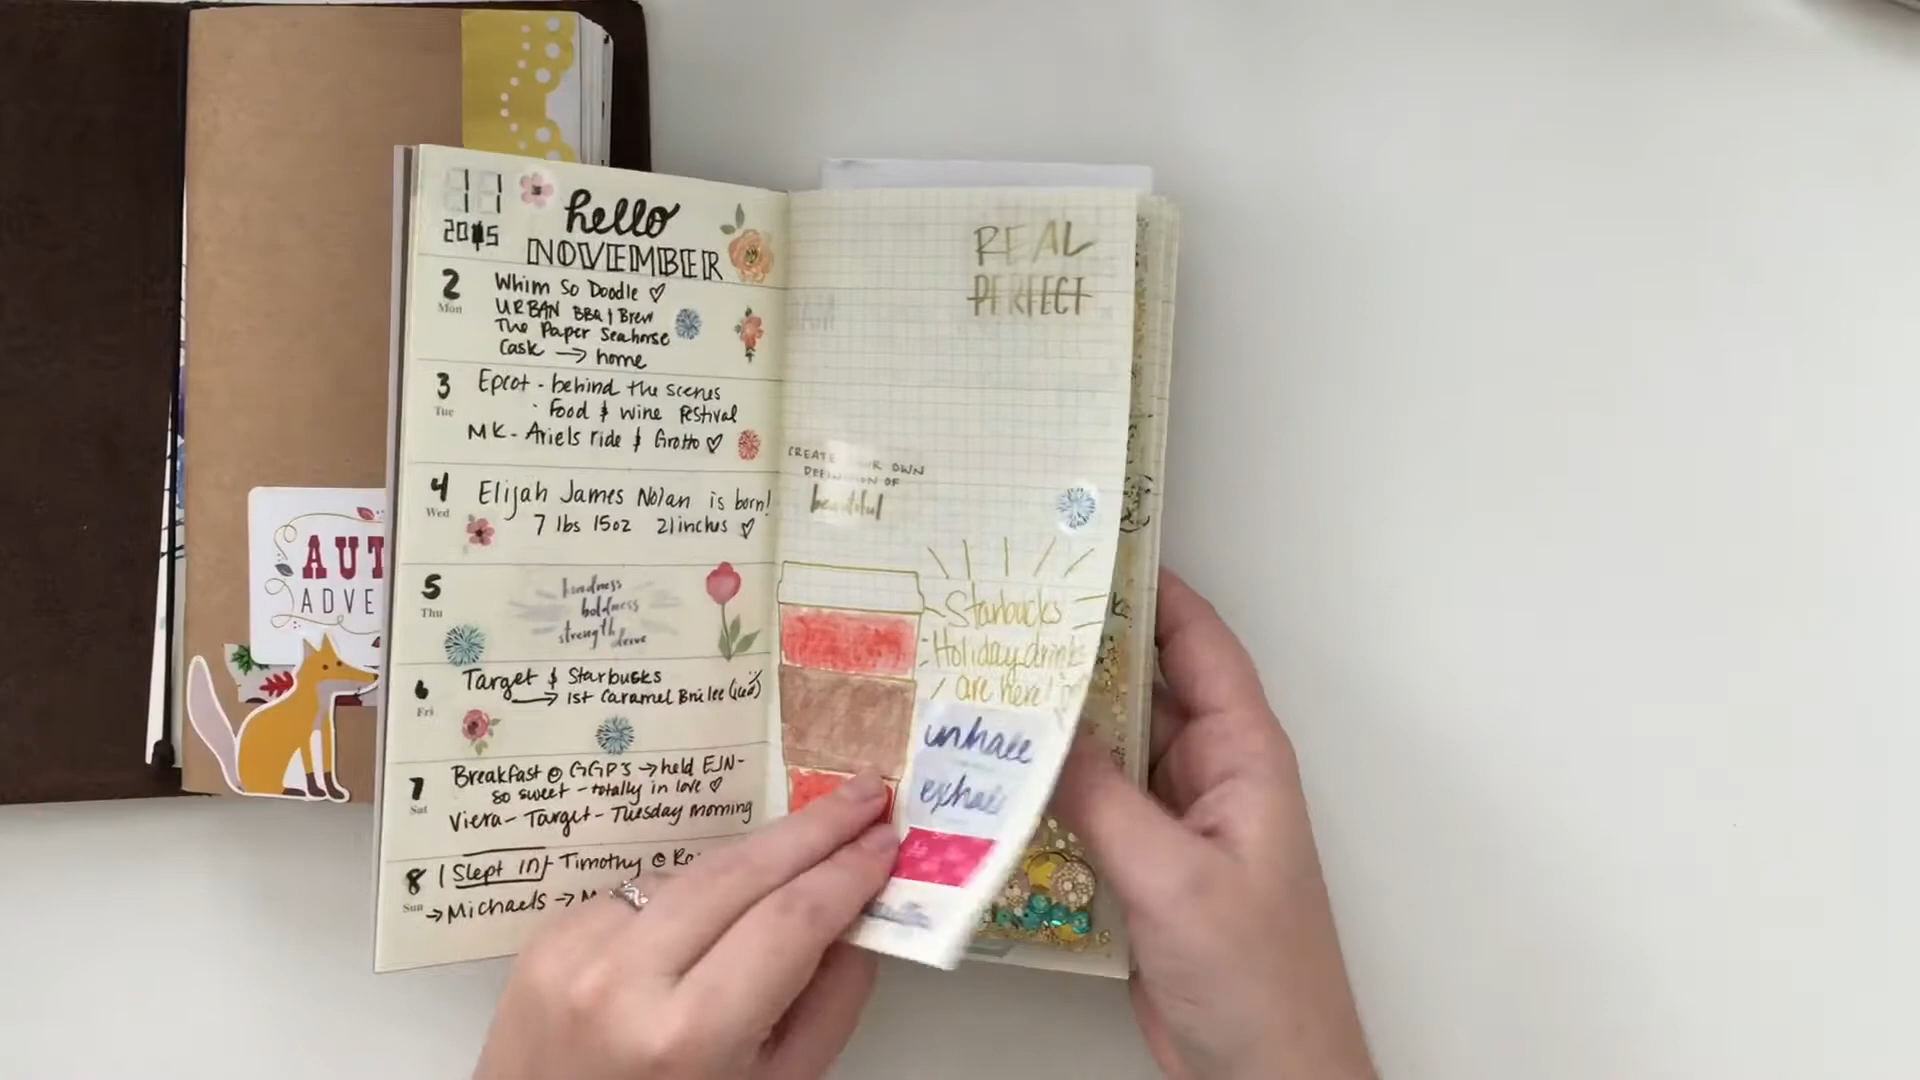 11
2015
hello
NOVEMBER
2
Mon
Whim So Doodle
URBAN BBQ & Brew
The Paper Seahorse
Cask → home
3
Tue
Epcot - behind the scenes
· Food & wine Festival
MK - Ariels ride & Grotto
4
Wed
Elijah James Nolan is born!
7 lbs 15oz 21 inches
5
Thu
kindness
boldness
strength
drive
6
Fri
Target & Starbucks
→ 1st Caramel Brulee (iced)
7
Sat
Breakfast @ GGP's → held EJN -
so sweet - totally in love
Viera - Target - Tuesday morning
8
Sun
Slept in Timothy @
→ Michaels →
REAL
PERFECT
CREATE YOUR OWN
DEFINITION OF
beautiful
Starbucks
Holiday drinks
are here!
inhale
exhale
AUT
ADVE